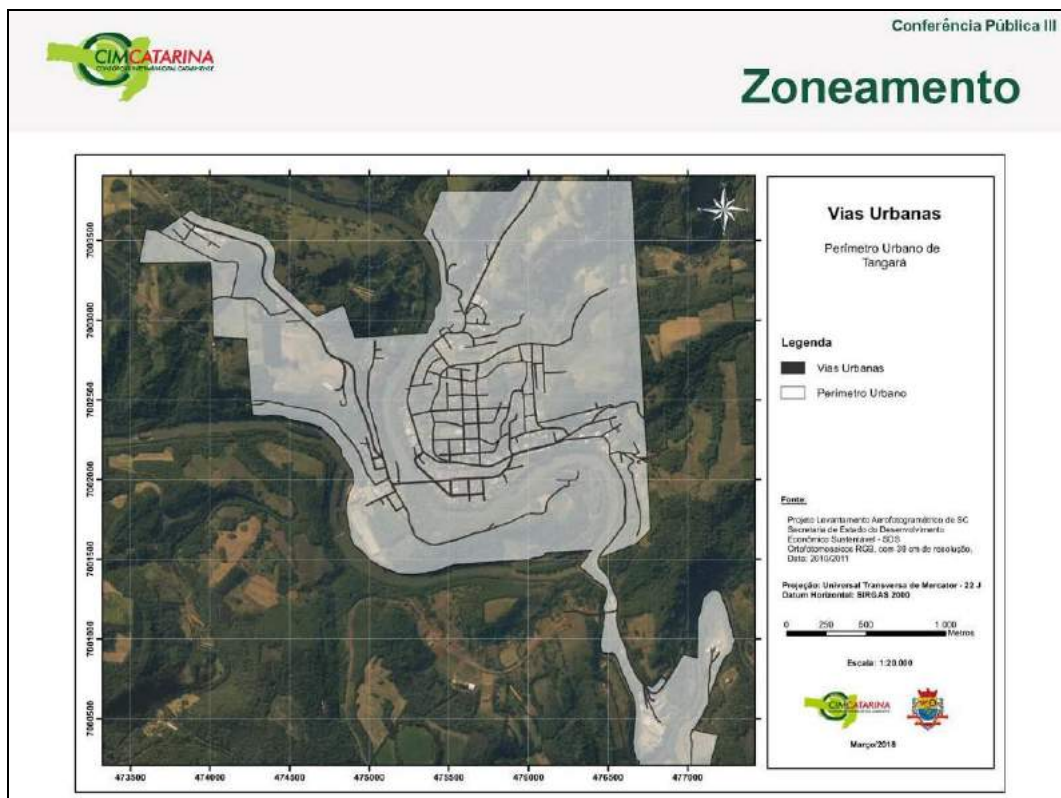 Conferência Pública III
CIMCATARINA
Zoneamento
Vias Urbanas
Perímetro Urbano de
Tangará
Legenda
Vias Urbanas
Perímetro Urbano
Fonte:
Projeto Levantamento Aerofotogramétrico de SC
Secretaria de Estado do Desenvolvimento
Econômico Sustentável - SDS
Ortofotomosaico RGB, com 39 cm de resolução.
Data: 2010/2011
Projeção: Universal Transversa de Mercator - 22 J
Datum Horizontal: SIRGAS 2000
0 250 500 1 000
Metros
Escala: 1:20.000
CIMCATARINA
Março/2018
7003500
7003000
7002500
7002000
7001500
7001000
7000500
473500 474000 474500 475000 475500 476000 476500 477000